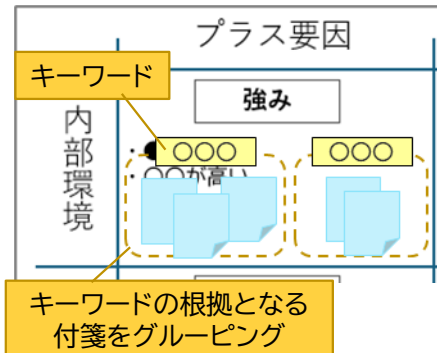 プラス要因
キーワード
強み
内部環境
：●
○○○
○○○
：○○が高い
キーワードの根拠となる
付箋をグルーピング